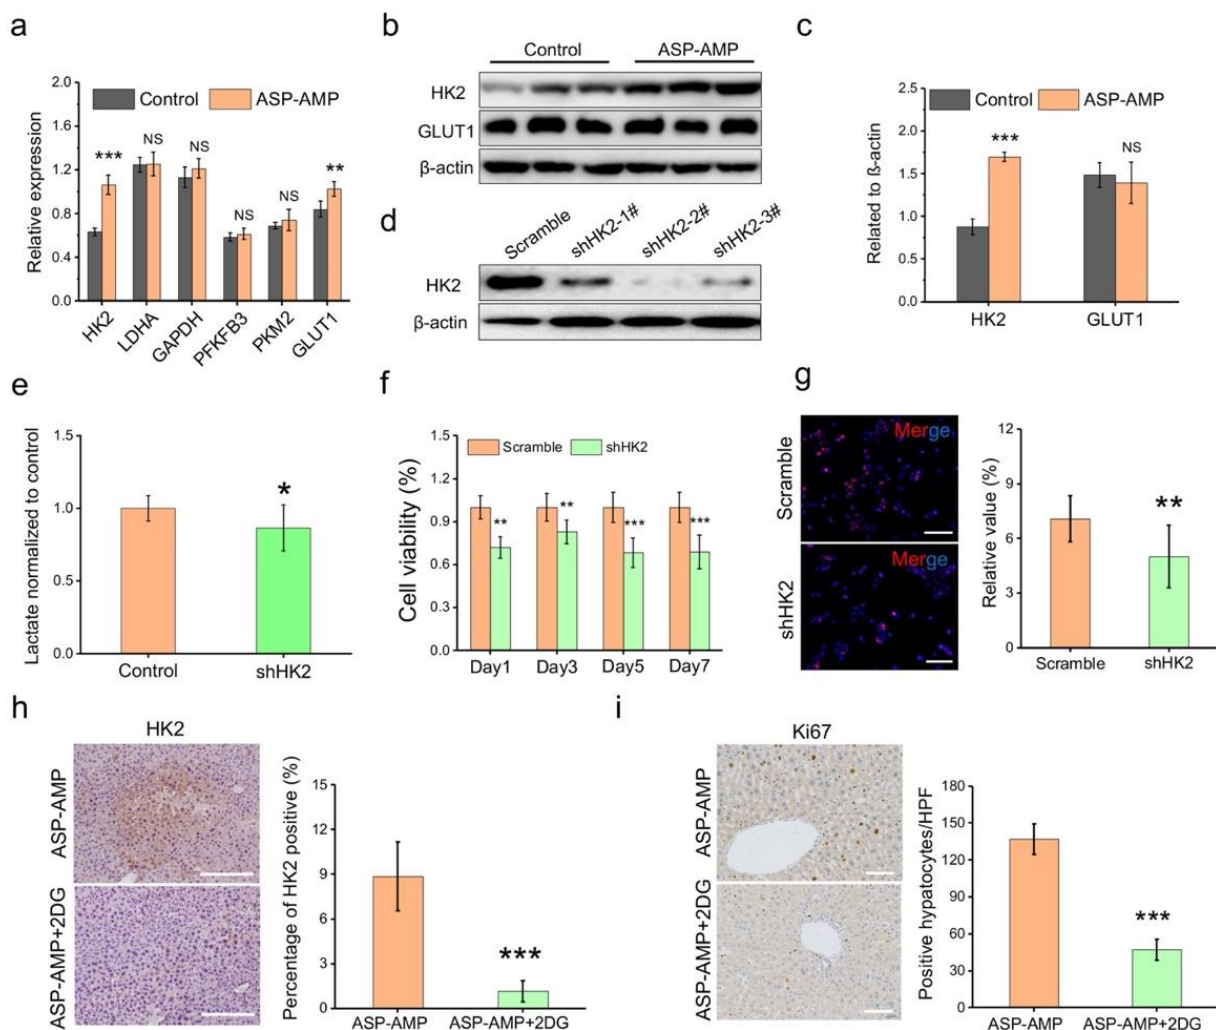 a
Control ASP-AMP
Relative expression
2.0
1.6
1.2
0.8
0.4
0.0
*** NS NS NS NS **
HK2 LDHA GAPDH PFKFB3 PKM2 GLUT1
b
Control ASP-AMP
HK2
GLUT1
β-actin
c
Control ASP-AMP
Related to ß-actin
2.5
2.0
1.5
1.0
0.5
0.0
*** NS
HK2 GLUT1
d
Scramble shHK2-1# shHK2-2# shHK2-3#
HK2
β-actin
e
Lactate normalized to control
1.5
1.0
0.5
0.0
*
Control shHK2
f
Scramble shHK2
Cell viability (%)
1.5
1.2
0.9
0.6
0.3
0.0
** ** *** ***
Day1 Day3 Day5 Day7
g
Scramble
Merge
shHK2
Merge
Relative value (%)
12
9
6
3
0
**
Scramble shHK2
h
HK2
ASP-AMP
ASP-AMP+2DG
Percentage of HK2 positive (%)
15
12
9
6
3
0
***
ASP-AMP ASP-AMP+2DG
i
Ki67
ASP-AMP
ASP-AMP+2DG
Positive hypatocytes/HPF
180
150
120
90
60
30
0
***
ASP-AMP ASP-AMP+2DG